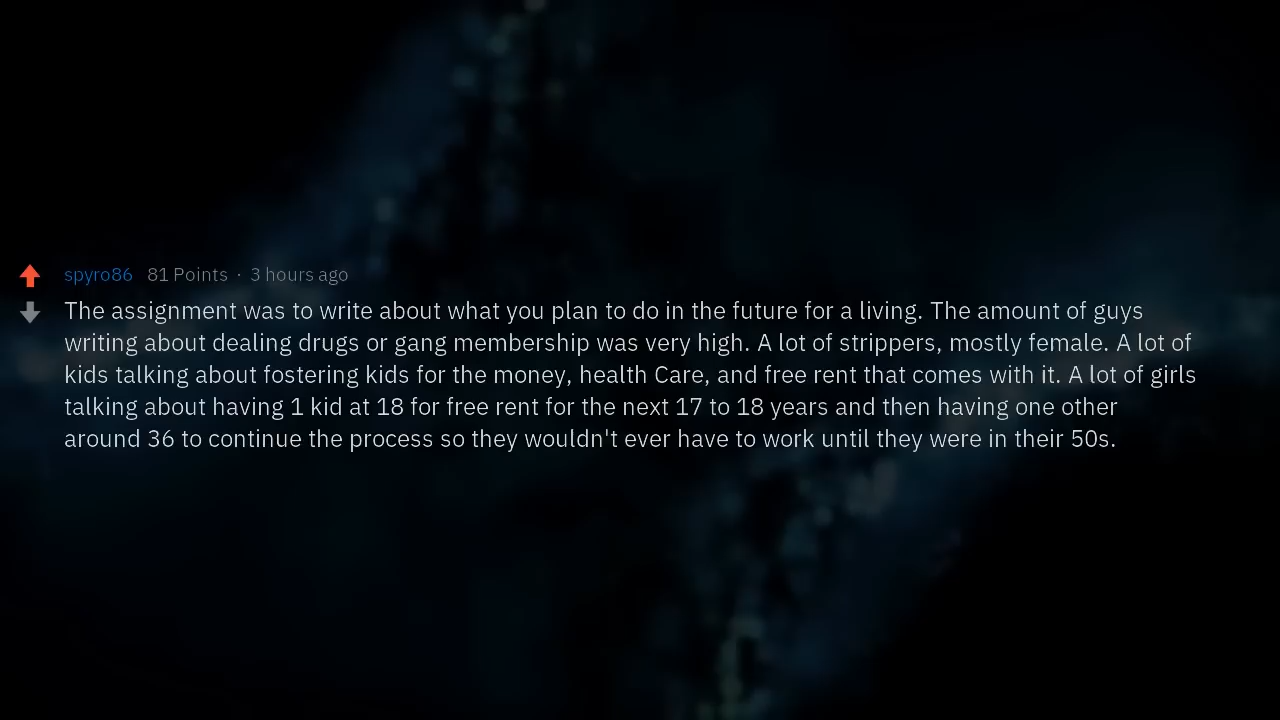 spyro86 81 Points · 3 hours ago
The assignment was to write about what you plan to do in the future for a living. The amount of guys
writing about dealing drugs or gang membership was very high. A lot of strippers, mostly female. A lot of
kids talking about fostering kids for the money, health Care, and free rent that comes with it. A lot of girls
talking about having 1 kid at 18 for free rent for the next 17 to 18 years and then having one other
around 36 to continue the process so they wouldn't ever have to work until they were in their 50s.